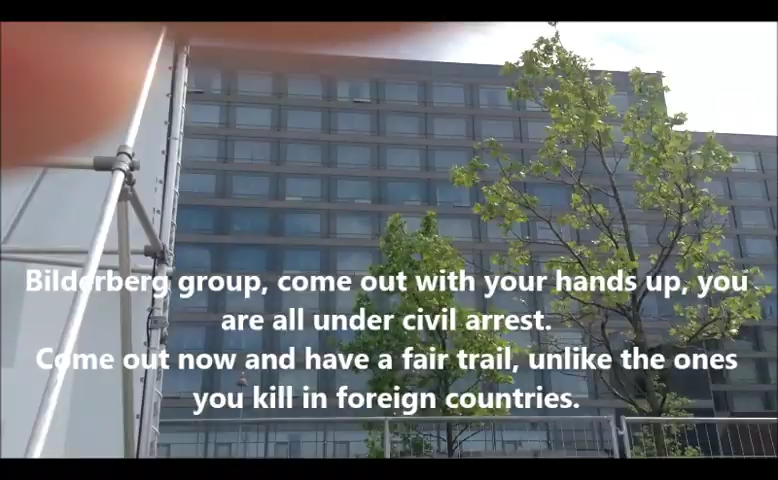 Bilderberg group, come out with your hands up, you
are all under civil arrest.
Come out now and have a fair trail, unlike the ones
you kill in foreign countries.